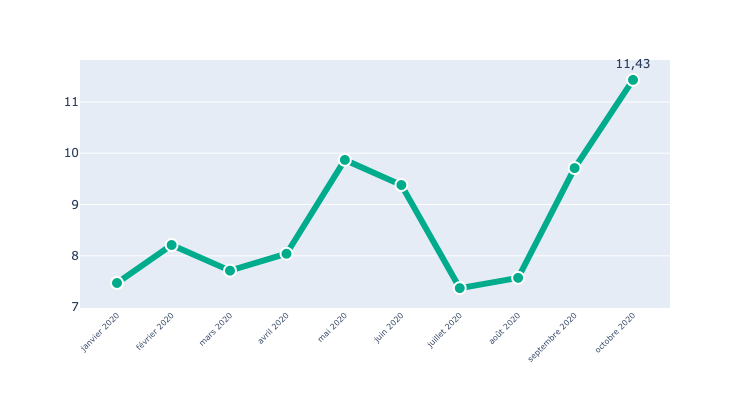 11,43
11
10
9
8
7
janvier 2020
février 2020
mars 2020
avril 2020
mai 2020
juin 2020
juillet 2020
août 2020
septembre 2020
octobre 2020